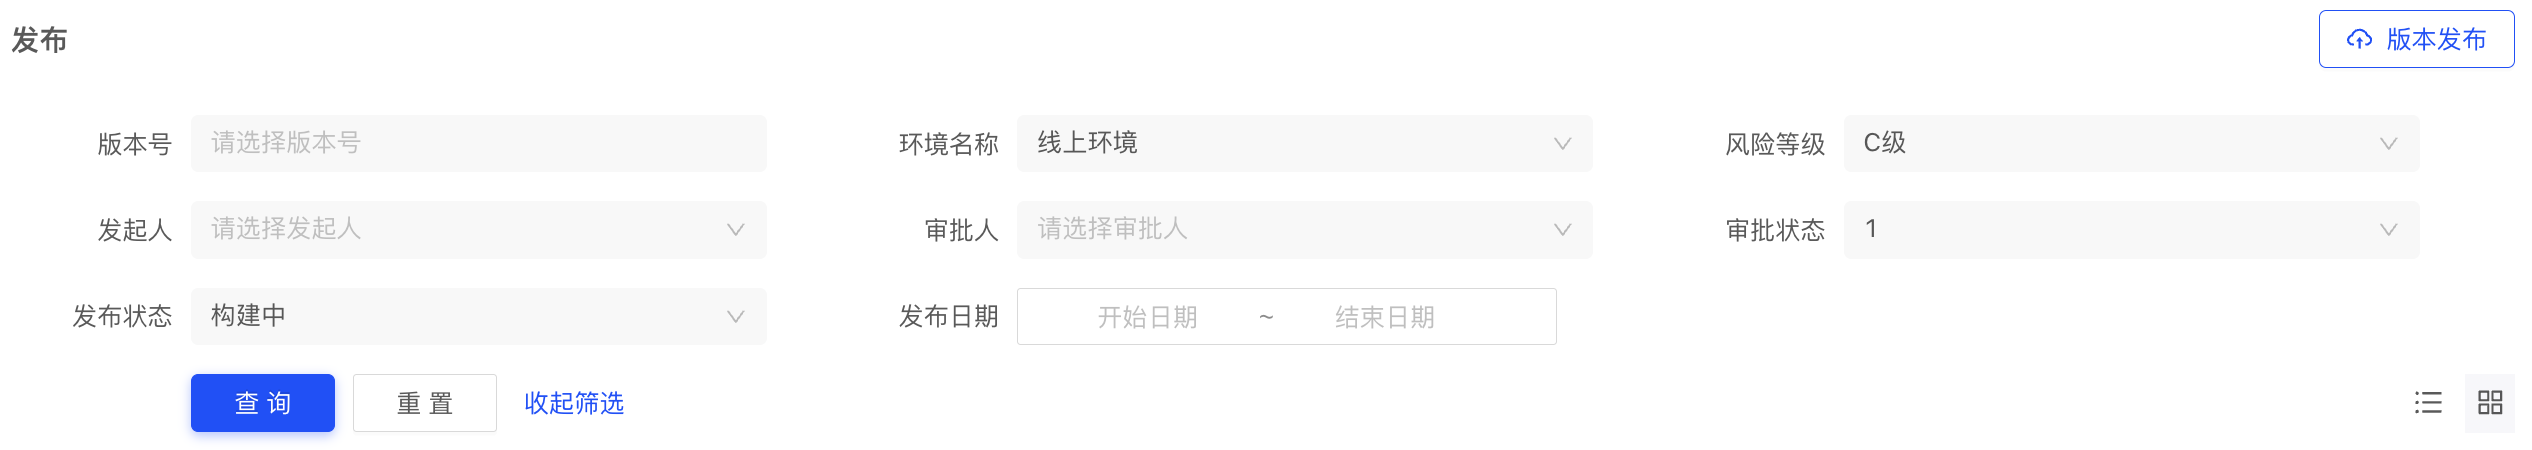 发布
版本发布
版本号 请选择版本号 环境名称 线上环境 风险等级 C级
发起人 请选择发起人 审批人 请选择审批人 审批状态 1
发布状态 构建中 发布日期 开始日期 ~ 结束日期
查 询 重 置 收起筛选